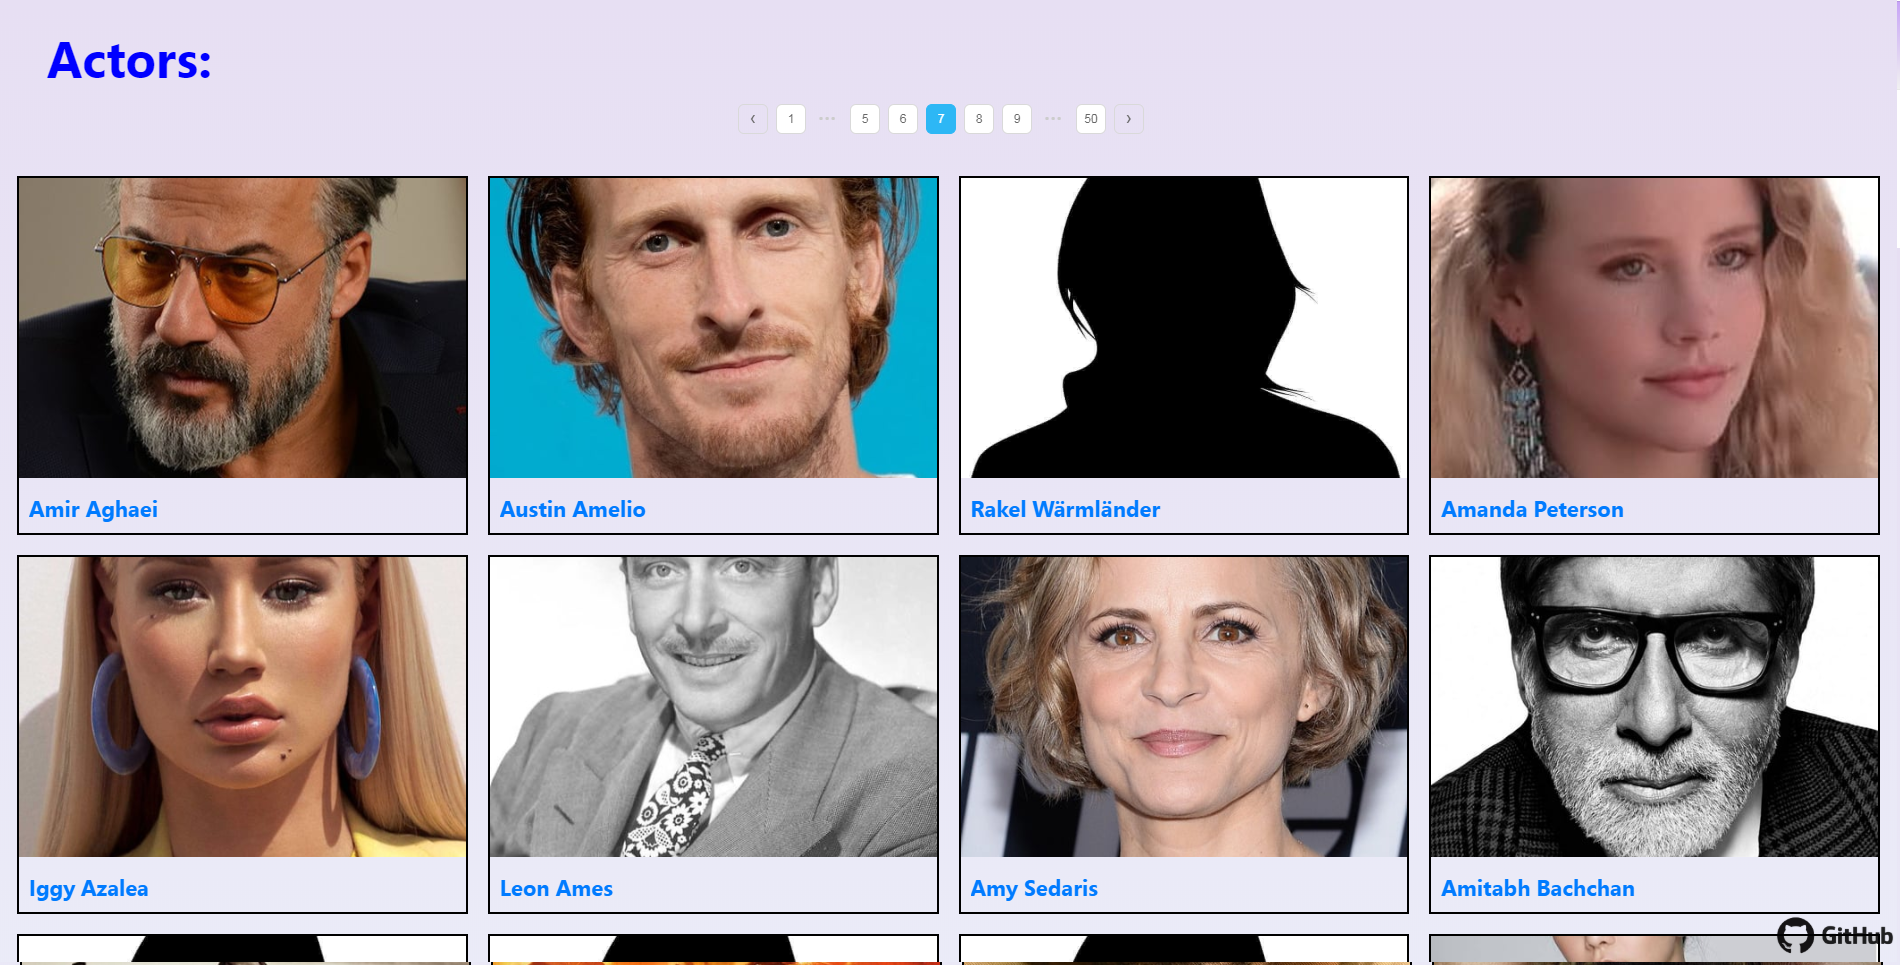 Actors:
‹ 1 ••• 5 6 7 8 9 ••• 50 ›
Amir Aghaei
Austin Amelio
Rakel Wärmländer
Amanda Peterson
Iggy Azalea
Leon Ames
Amy Sedaris
Amitabh Bachchan
GitHub